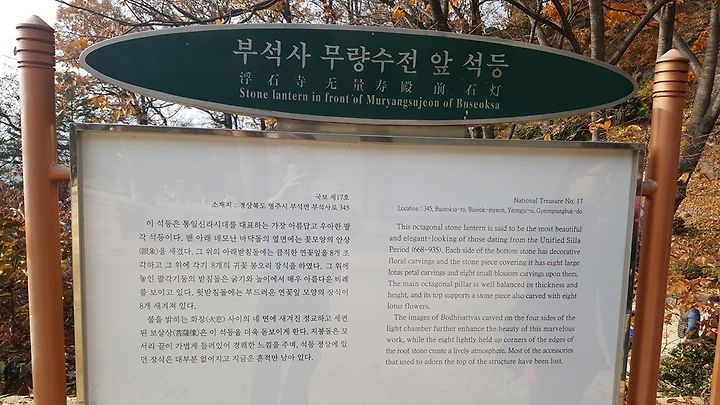 부석사 무량수전 앞 석등
浮石寺 无量寿殿 前石灯
Stone lantern in front of Muryangsujeon of Buseoksa
국보 제17호
소재지 : 경상북도 영주시 부석면 부석사로 345
이 석등은 통일신라시대를 대표하는 가장 아름답고 우아한 팔
각 석등이다. 맨 아래 네모난 바닥돌의 옆면에는 꽃모양의 안상
(眼象)을 새겼다. 그 위의 아래받침돌에는 큼직한 연꽃잎을 8개 조
각하고 그 위에 각기 8개의 귀꽃 봉오리 장식을 하였다. 그 위에
놓인 팔각기둥의 받침돌은 굵기와 높이에서 매우 아름다운 비례
를 보이고 있다. 윗받침돌에는 부드러운 연꽃잎 모양의 장식이
8개 새겨져 있다.
불을 밝히는 화창(火窓) 사이의 네 면에 새겨진 정교하고 세련
된 보살상(菩薩像)은 이 석등을 더욱 돋보이게 한다. 지붕돌은 모
서리 끝이 가볍게 들려있어 경쾌한 느낌을 주며, 석등 정상에 있
던 장식은 대부분 없어지고 지금은 흔적만 남아 있다.
National Treasure No. 17
Location : 345, Buseoksa-ro, Buseok-myeon, Yeongju-si, Gyeongsangbuk-do
This octagonal stone lantern is said to be the most beautiful
and elegant-looking of those dating from the Unified Silla
Period (668-935). Each side of the bottom stone has decorative
floral carvings and the stone piece covering it has eight large
lotus petal carvings and eight small blossom carvings upon them.
The main octagonal pillar is well balanced in thickness and
height, and its top supports a stone piece also carved with eight
lotus flowers.
The images of Bodhisattvas carved on the four sides of the
light chamber further enhance the beauty of this marvelous
work, while the eight lightly held up corners of the edges of
the roof stone create a lively atmosphere. Most of the accessories
that used to adorn the top of the structure have been lost.